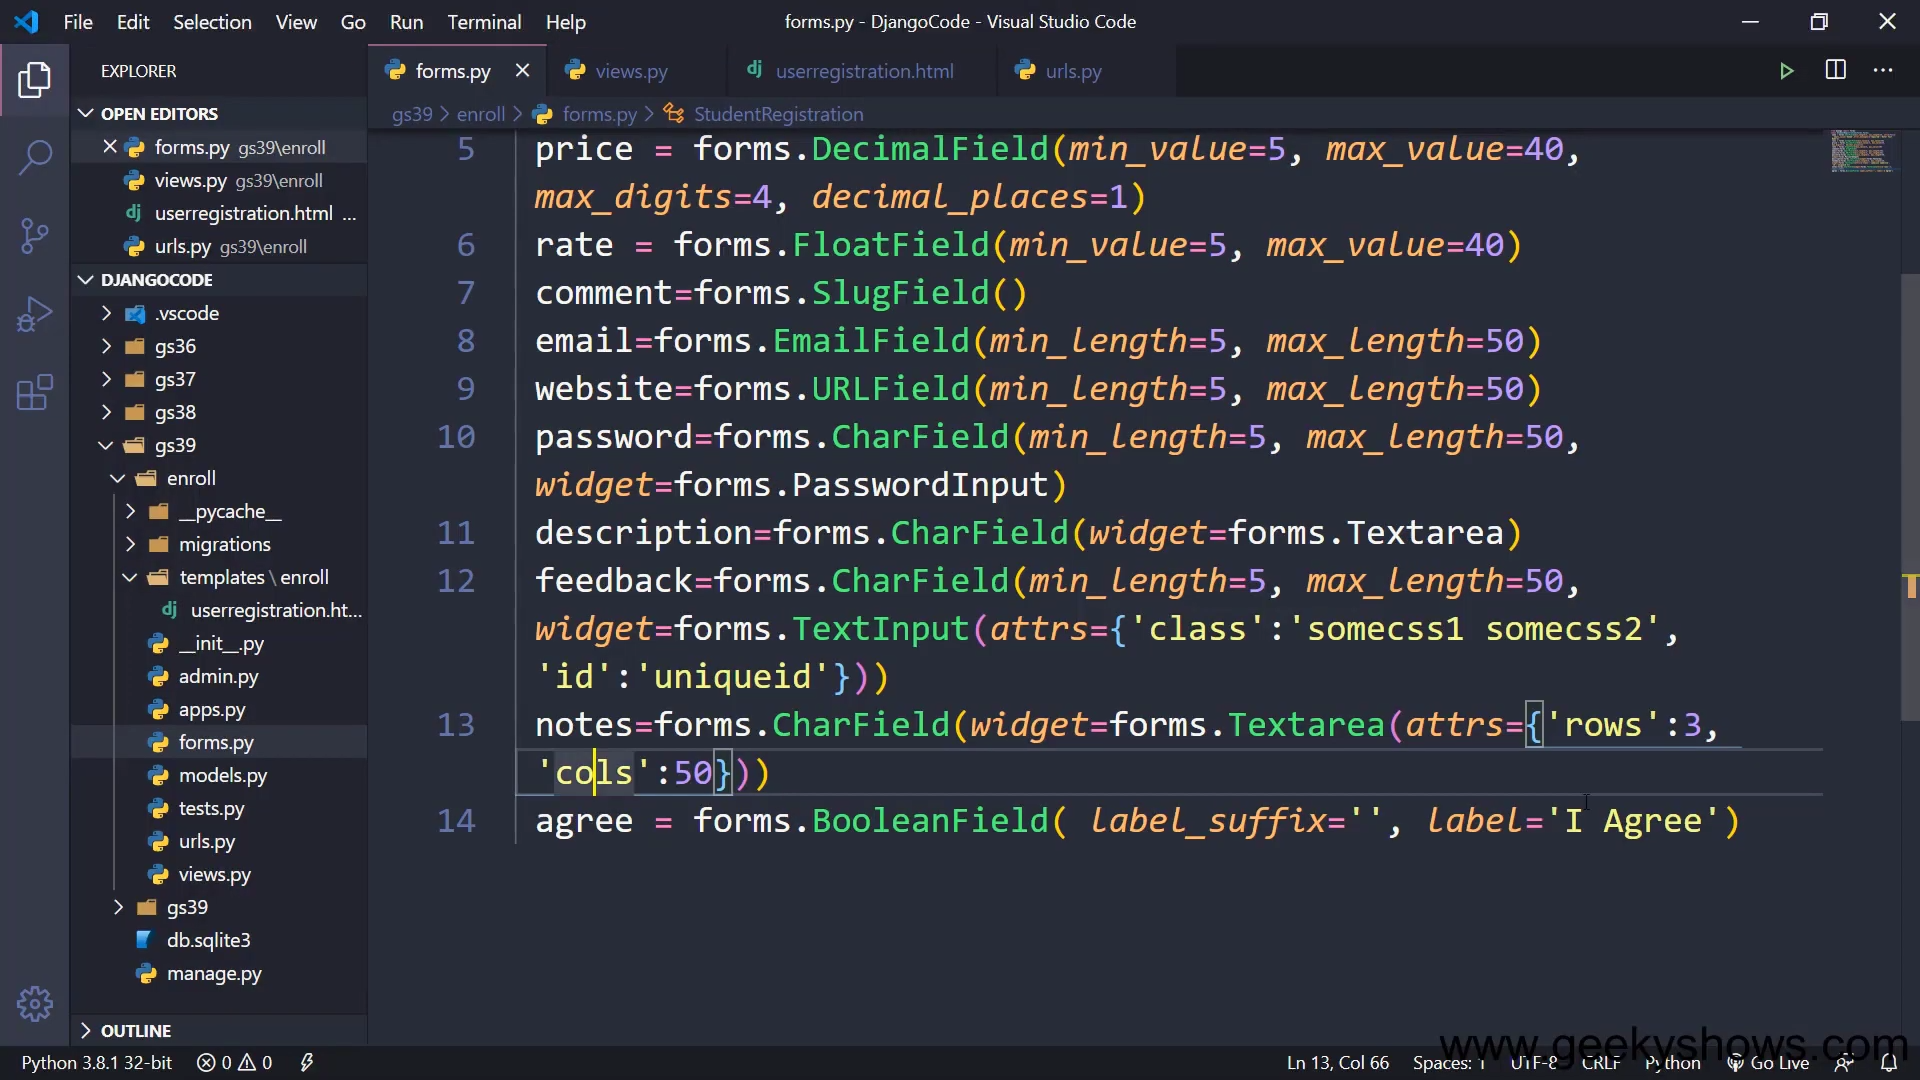 File Edit Selection View Go Run Terminal Help
forms.py - DjangoCode - Visual Studio Code
EXPLORER
OPEN EDITORS
forms.py gs39\enroll
views.py gs39\enroll
userregistration.html ...
urls.py gs39\enroll
DJANGOCODE
.vscode
gs36
gs37
gs38
gs39
enroll
__pycache__
migrations
templates \ enroll
userregistration.ht...
__init__.py
admin.py
apps.py
forms.py
models.py
tests.py
urls.py
views.py
gs39
db.sqlite3
manage.py
OUTLINE
forms.py views.py userregistration.html urls.py
gs39 > enroll > forms.py > StudentRegistration
5 price = forms.DecimalField(min_value=5, max_value=40,
max_digits=4, decimal_places=1)
6 rate = forms.FloatField(min_value=5, max_value=40)
7 comment=forms.SlugField()
8 email=forms.EmailField(min_length=5, max_length=50)
9 website=forms.URLField(min_length=5, max_length=50)
10 password=forms.CharField(min_length=5, max_length=50,
widget=forms.PasswordInput)
11 description=forms.CharField(widget=forms.Textarea)
12 feedback=forms.CharField(min_length=5, max_length=50,
widget=forms.TextInput(attrs={'class':'somecss1 somecss2',
'id':'uniqueid'}))
13 notes=forms.CharField(widget=forms.Textarea(attrs={'rows':3,
'cols':50}))
14 agree = forms.BooleanField( label_suffix='', label='I Agree')
www.geekyshows.com
Python 3.8.1 32-bit 0 0 Ln 13, Col 66 Spaces: 1 UTF-8 CRLF Python Go Live